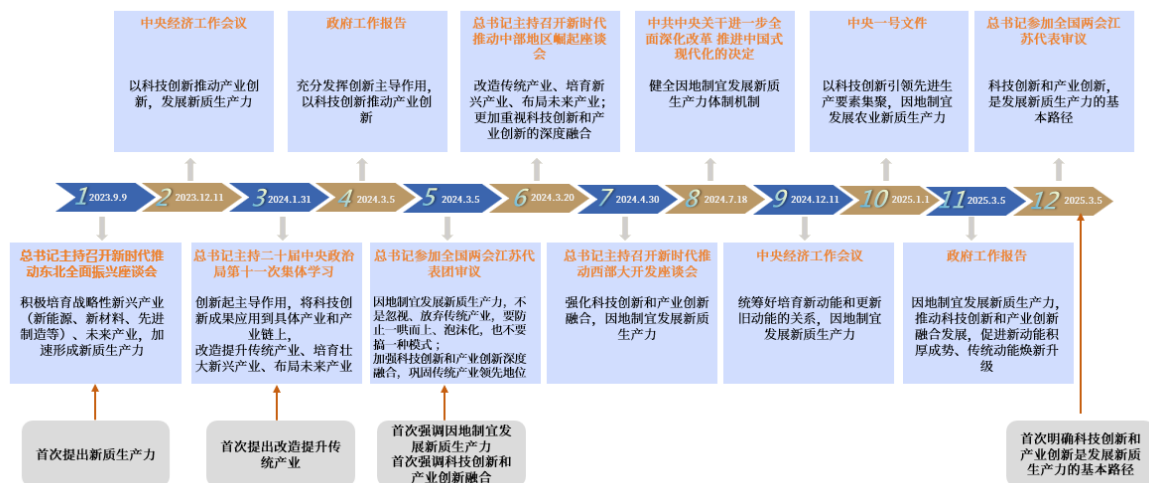 中央经济工作会议
以科技创新推动产业创
新，发展新质生产力
政府工作报告
充分发挥创新主导作用，
以科技创新推动产业创
新
总书记主持召开新时代
推动中部地区崛起座谈
会
改造传统产业、培育新
兴产业、布局未来产业；
更加重视科技创新和产
业创新的深度融合
中共中央关干进一步全
面深化改革 推进中国式
现代化的决定
健全因地制宜发展新质
生产力体制机制
中央一号文件
以科技创新引领先进生
产要素集聚，因地制宜
发展农业新质生产力
总书记参加全国两会江
苏代表审议
科技创新和产业创新，
是发展新质生产力的基
本路径
1 2023.9.9
2 2023.12.11
3 2024.1.31
4 2024.3.5
5 2024.3.5
6 2024.3.20
7 2024.4.30
8 2024.7.18
9 2024.12.11
10 2025.1.1
11 2025.3.5
12 2025.3.5
总书记主持召开新时代推
动东北全面振兴座谈会
积极培育战略性新兴产业
（新能源、新材料、先进
制造等）、未来产业，加
速形成新质生产力
总书记主持二十届中央政治
局第十一次集体学习
创新起主导作用，将科技创
新成果应用到具体产业和产
业链上，
改造提升传统产业、培育壮
大新兴产业、布局未来产业
总书记参加全国两会江苏代
表团审议
因地制宜发展新质生产力，不
是忽视、放弃传统产业，要防
止一哄而上、泡沫化，也不要
搞一种模式；
加强科技创新和产业创新深度
融合，巩固传统产业领先地位
总书记主持召开新时代推
动西部大开发座谈会
强化科技创新和产业创新
融合，因地制宜发展新质
生产力
中央经济工作会议
统筹好培育新动能和更新
旧动能的关系，因地制宜
发展新质生产力
政府工作报告
因地制宜发展新质生产力，
推动科技创新和产业创新
融合发展，促进新动能积
厚成势、传统动能焕新升
级
首次提出新质生产力
首次提出改造提升传
统产业
首次强调因地制宜发
展新质生产力
首次强调科技创新和
产业创新融合
首次明确科技创新和
产业创新是发展新质
生产力的基本路径